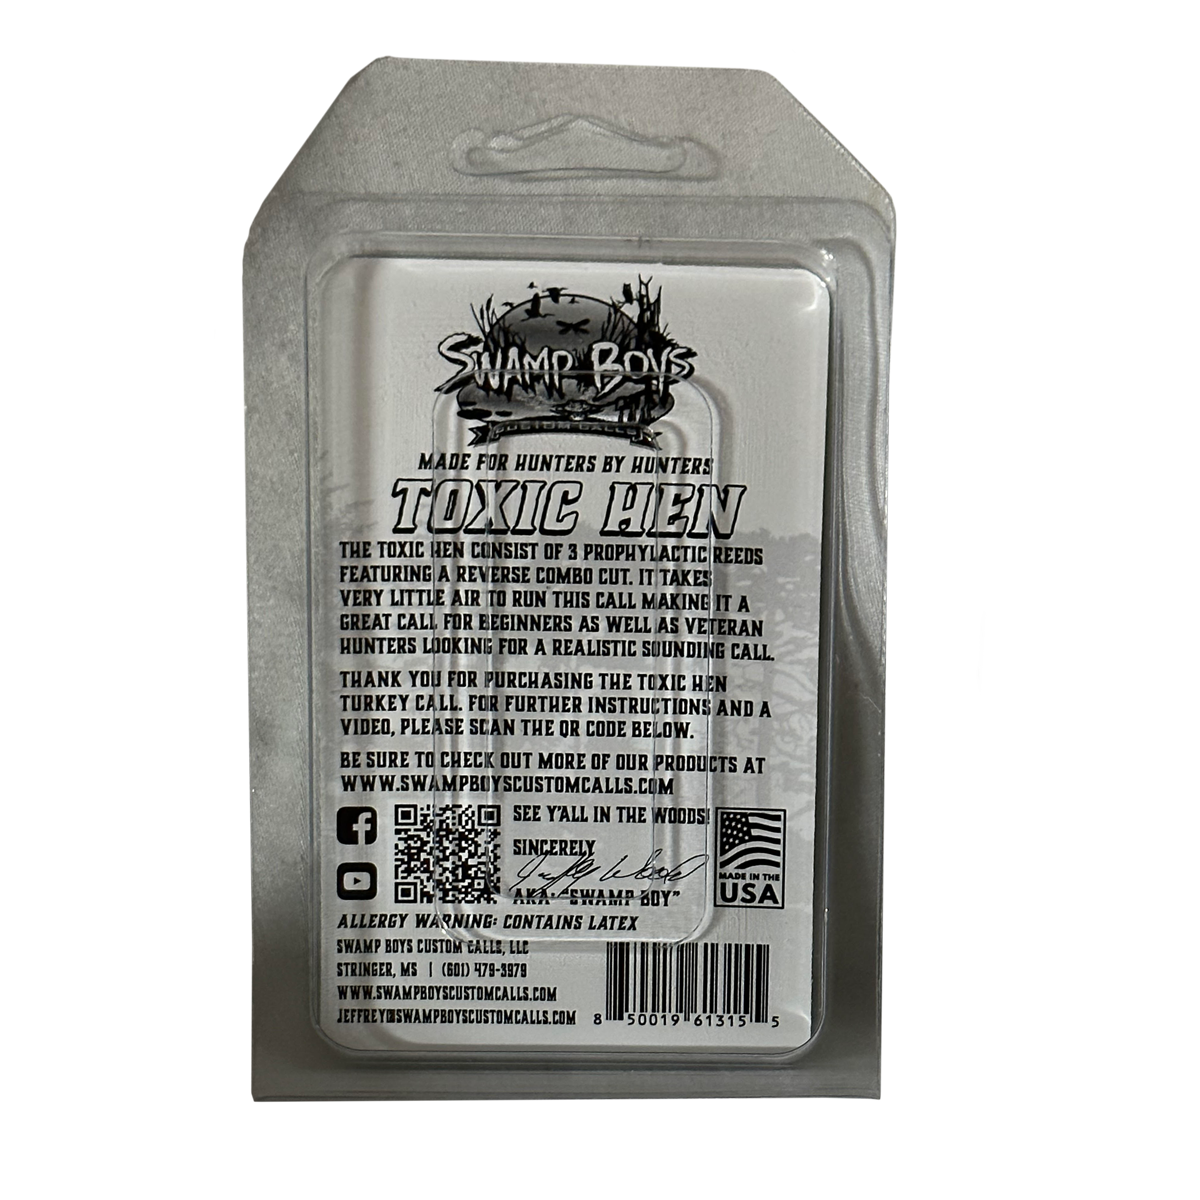 SWAMP BOYS
CUSTOM CALLS
MADE FOR HUNTERS BY HUNTERS
TOXIC HEN
THE TOXIC HEN CONSIST OF 3 PROPHYLACTIC REEDS
FEATURING A REVERSE COMBO CUT. IT TAKES
VERY LITTLE AIR TO RUN THIS CALL MAKING IT A
GREAT CALL FOR BEGINNERS AS WELL AS VETERAN
HUNTERS LOOKING FOR A REALISTIC SOUNDING CALL.
THANK YOU FOR PURCHASING THE TOXIC HEN
TURKEY CALL. FOR FURTHER INSTRUCTIONS AND A
VIDEO, PLEASE SCAN THE QR CODE BELOW.
BE SURE TO CHECK OUT MORE OF OUR PRODUCTS AT
WWW.SWAMPBOYSCUSTOMCALLS.COM
SEE Y'ALL IN THE WOODS!
SINCERELY
AKA: "SWAMP BOY"
MADE IN THE
USA
ALLERGY WARNING: CONTAINS LATEX
SWAMP BOYS CUSTOM CALLS, LLC
STRINGER, MS | (601) 479-3979
WWW.SWAMPBOYSCUSTOMCALLS.COM
JEFFREY@SWAMPBOYSCUSTOMCALLS.COM
8 50019 61315 5